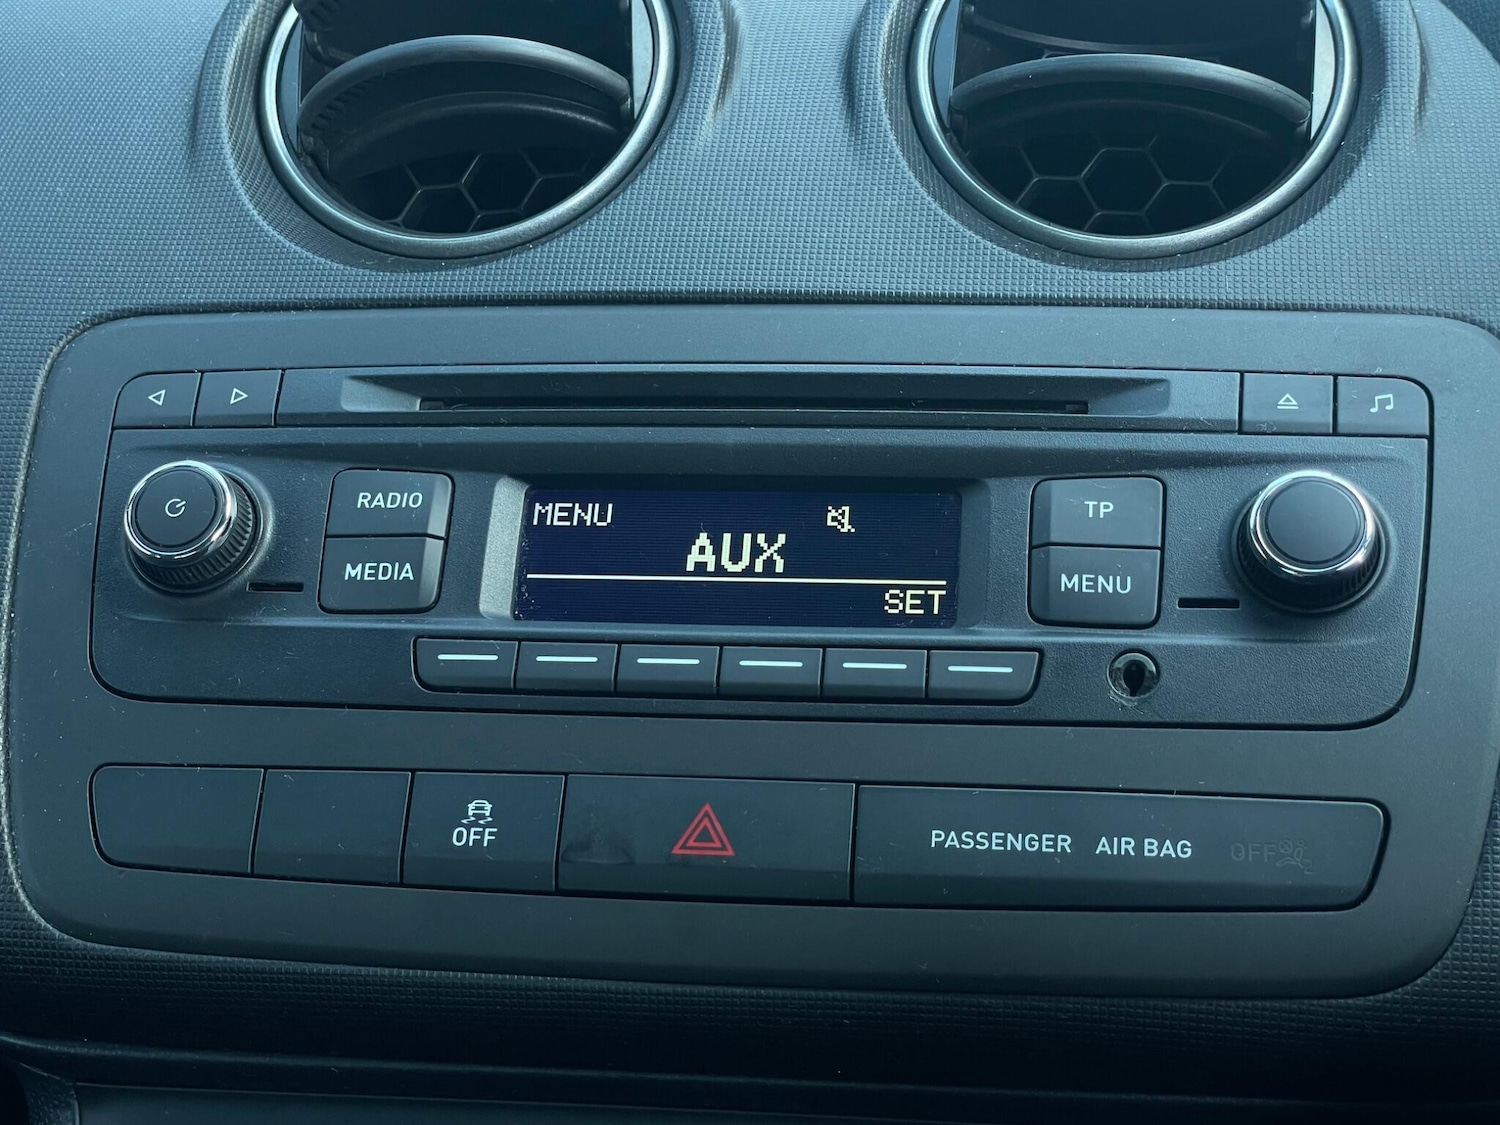 RADIO
MEDIA
MENU
AUX
SET
TP
MENU
OFF
PASSENGER AIR BAG OFF